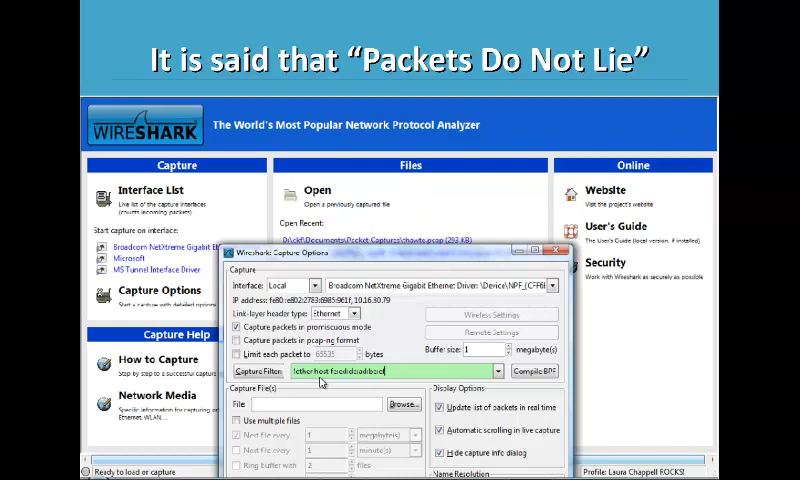 It is said that “Packets Do Not Lie”
WIRESHARK The World's Most Popular Network Protocol Analyzer
Capture
Interface List
Live list of the capture interfaces
(counts incoming packets)
Start capture on interface:
Broadcom NetXtreme Gigabit
Microsoft
MS Tunnel Interface Driver
Capture Options
Start a capture with detailed
Capture Help
How to Capture
Step by step to a successful
Network Media
Specific information for capturing
Ethernet, WLAN, ...
Files
Open
Open a previously captured file
Open Recent:
Online
Website
Visit the project's website
User's Guide
The User's Guide (local version, if installed)
Security
Work with Wireshark as securely as possible
Wireshark: Capture Options
Capture
Interface: Local Broadcom NetXtreme Gigabit Ethernet Driver: \Device\NPF_{CFF6
IP address: fe80::e802:2783:6985:961f, 10.16.30.79
Link-layer header type: Ethernet
Wireless Settings
Capture packets in promiscuous mode
Remote Settings
Capture packets in pcap-ng format
Limit each packet to 65535 bytes
Buffer size: 1 megabyte(s)
Capture Filter: !ether host
Compile BPF
Capture File(s)
File: Browse...
Use multiple files
Next file every 1 megabyte(s)
Next file every 1 minute(s)
Ring buffer with 2 files
Display Options
Update list of packets in real time
Automatic scrolling in live capture
Hide capture info dialog
Name Resolution
Ready to load or capture
Profile: Laura Chappell ROCKS!